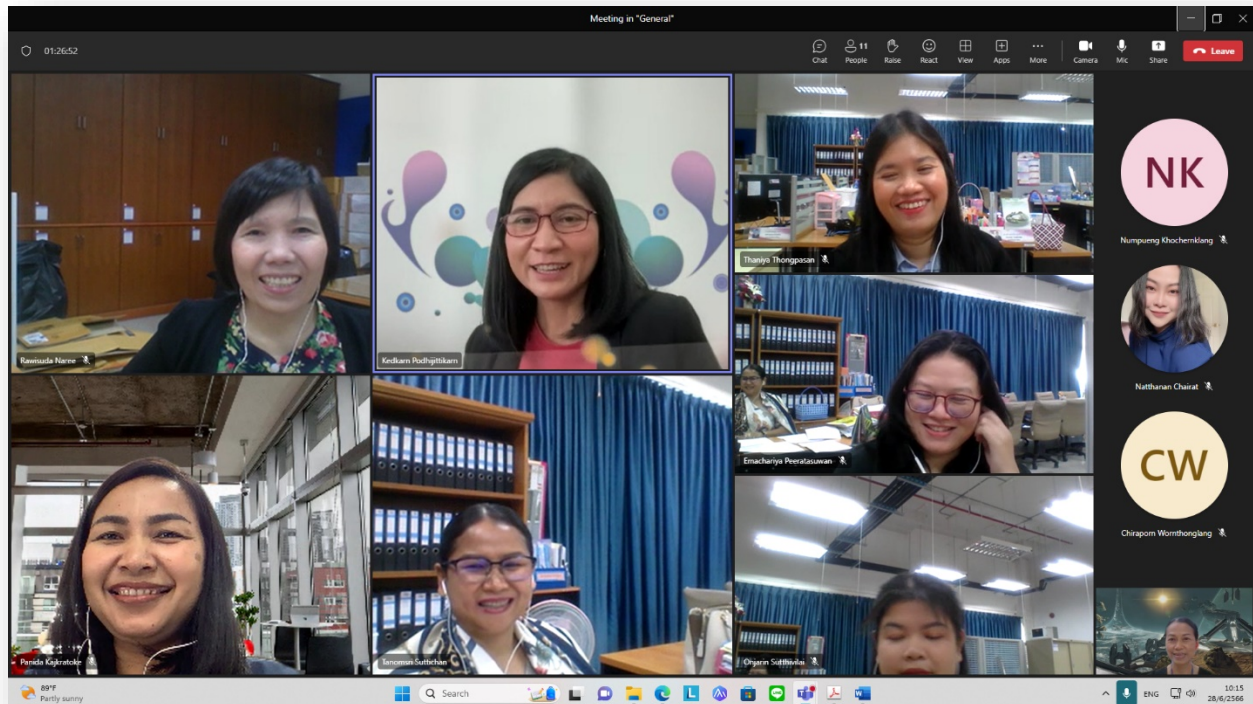 Meeting in "General"
01:26:52
Chat
People
11
Raise
React
View
Apps
More
Camera
Mic
Share
Leave
Rawisuda Naree
Kedkarn Podhijittikarn
Thaniya Thongpasan
Emachariya Peeratasuwan
Panida Kajkratoke
Tanomsri Suttichan
Onjarin Sutthivilai
NK
Numpueng Khochernklang
Natthanan Chairat
CW
Chiraporn Wornthonglang
89°F
Partly sunny
Search
ENG
10:15
28/6/2566